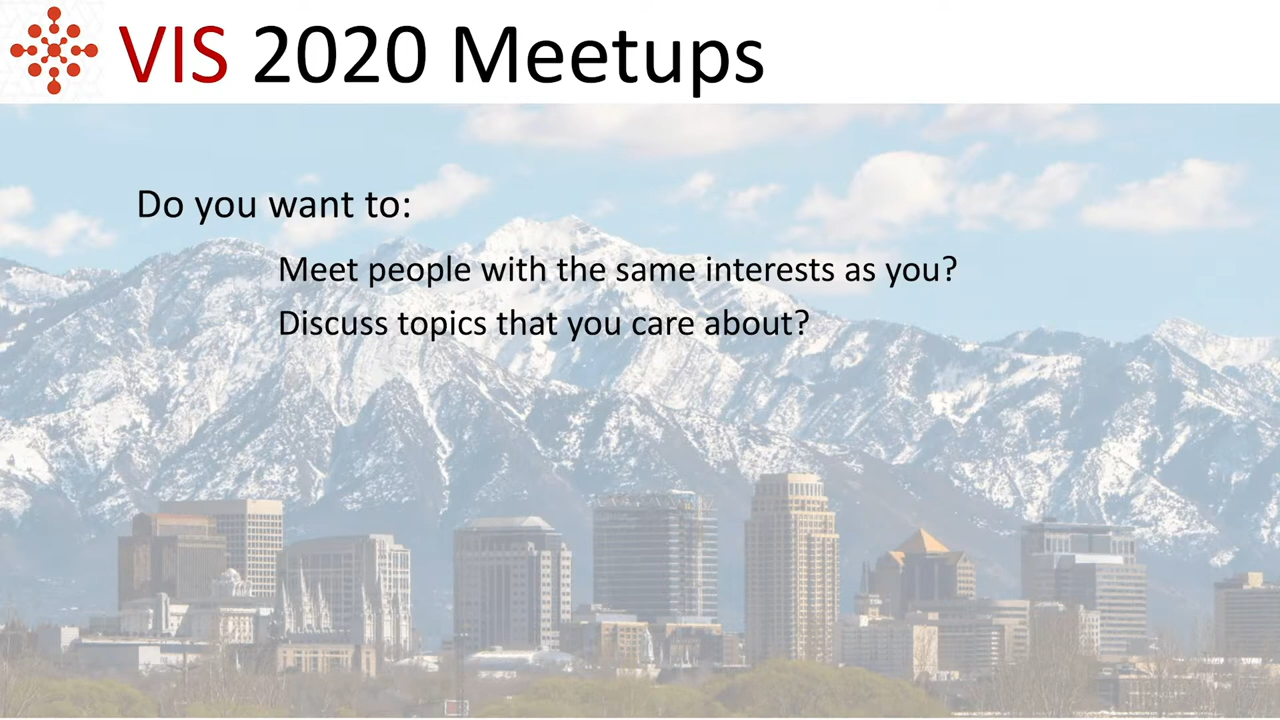 VIS 2020 Meetups
Do you want to:
Meet people with the same interests as you?
Discuss topics that you care about?